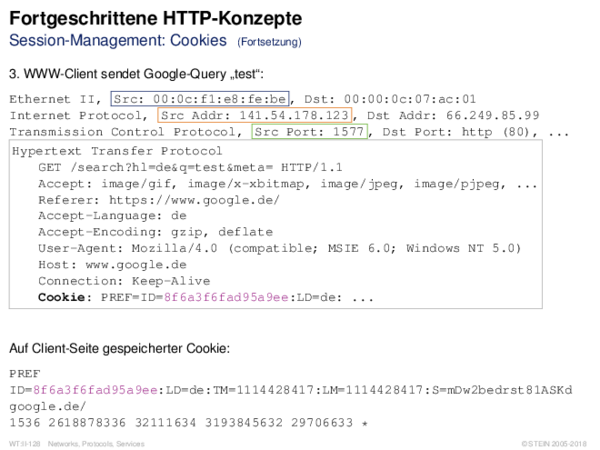 Fortgeschrittene HTTP-Konzepte
Session-Management: Cookies (Fortsetzung)
3. WWW-Client sendet Google-Query „test“:
Ethernet II, Src: 00:0c:f1:e8:fe:be, Dst: 00:00:0c:07:ac:01
Internet Protocol, Src Addr: 141.54.178.123, Dst Addr: 66.249.85.99
Transmission Control Protocol, Src Port: 1577, Dst Port: http (80), ...
Hypertext Transfer Protocol
GET /search?hl=de&q=test&meta= HTTP/1.1
Accept: image/gif, image/x-xbitmap, image/jpeg, image/pjpeg, ...
Referer: https://www.google.de/
Accept-Language: de
Accept-Encoding: gzip, deflate
User-Agent: Mozilla/4.0 (compatible; MSIE 6.0; Windows NT 5.0)
Host: www.google.de
Connection: Keep-Alive
Cookie: PREF=ID=8f6a3f6fad95a9ee:LD=de: ...
Auf Client-Seite gespeicherter Cookie:
PREF
ID=8f6a3f6fad95a9ee:LD=de:TM=1114428417:LM=1114428417:S=mDw2bedrst81ASKd
google.de/
1536 2618878336 32111634 3193845632 29706633 *
WT:II-128 Networks, Protocols, Services ©STEIN 2005-2018